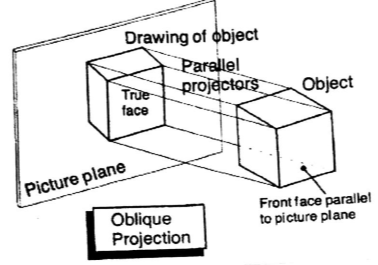 Drawing of object
Parallel
projectors
Object
True
face
Picture plane
Front face parallel
to picture plane
Oblique
Projection